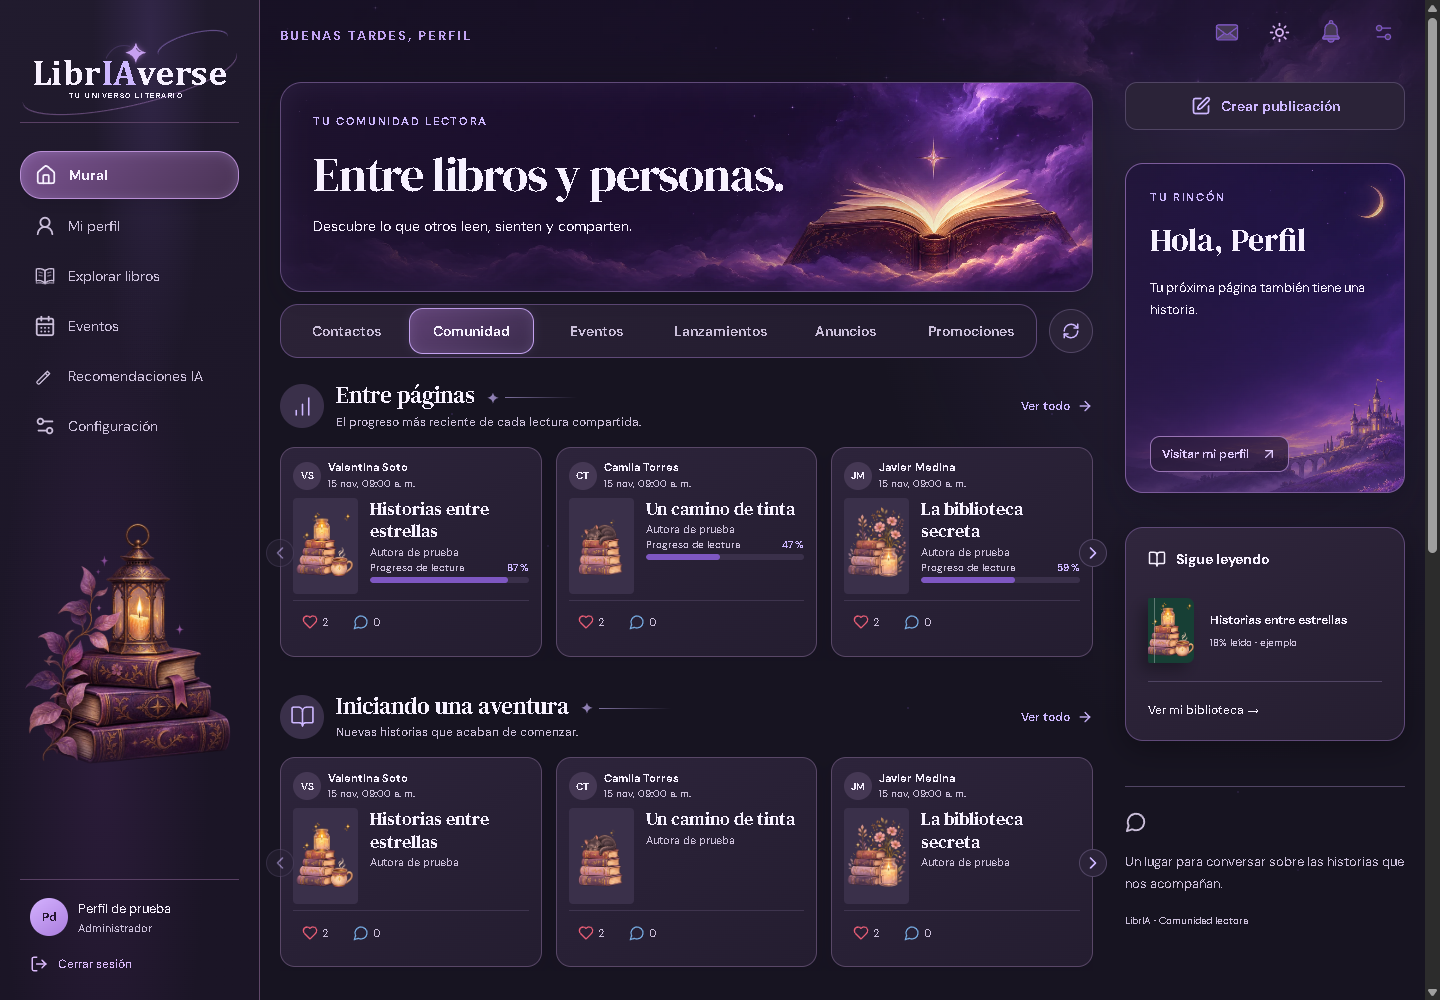 LibrIAverse
TU UNIVERSO LITERARIO
Mural
Mi perfil
Explorar libros
Eventos
Recomendaciones IA
Configuración
Pd
Perfil de prueba
Administrador
Cerrar sesión
BUENAS TARDES, PERFIL
TU COMUNIDAD LECTORA
Entre libros y personas.
Descubre lo que otros leen, sienten y comparten.
Contactos
Comunidad
Eventos
Lanzamientos
Anuncios
Promociones
Entre páginas
El progreso más reciente de cada lectura compartida.
Ver todo →
VS
Valentina Soto
15 nov, 09:00 a. m.
Historias entre
estrellas
Autora de prueba
Progreso de lectura 87 %
2 0
CT
Camila Torres
15 nov, 09:00 a. m.
Un camino de tinta
Autora de prueba
Progreso de lectura 47 %
2 0
JM
Javier Medina
15 nov, 09:00 a. m.
La biblioteca
secreta
Autora de prueba
Progreso de lectura 59 %
2 0
Iniciando una aventura
Nuevas historias que acaban de comenzar.
Ver todo →
VS
Valentina Soto
15 nov, 09:00 a. m.
Historias entre
estrellas
Autora de prueba
2 0
CT
Camila Torres
15 nov, 09:00 a. m.
Un camino de tinta
Autora de prueba
2 0
JM
Javier Medina
15 nov, 09:00 a. m.
La biblioteca
secreta
Autora de prueba
2 0
Crear publicación
TU RINCÓN
Hola, Perfil
Tu próxima página también tiene una
historia.
Visitar mi perfil
Sigue leyendo
Historias entre estrellas
18% leído · ejemplo
Ver mi biblioteca →
Un lugar para conversar sobre las historias que
nos acompañan.
LibrIA · Comunidad lectora